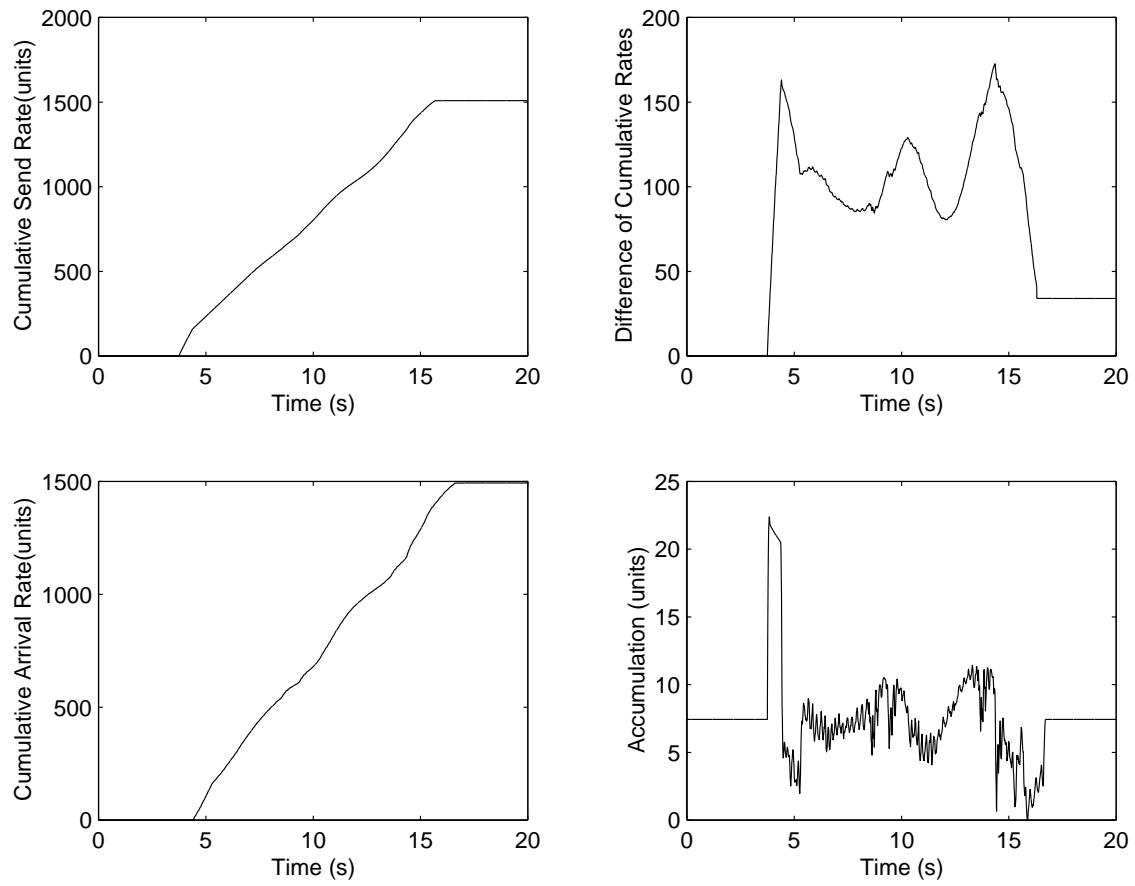 Cumulative Send Rate(units)
2000
1500
1000
500
0
0 5 10 15 20
Time (s)
Difference of Cumulative Rates
200
150
100
50
0
0 5 10 15 20
Time (s)
Cumulative Arrival Rate(units)
1500
1000
500
0
0 5 10 15 20
Time (s)
Accumulation (units)
25
20
15
10
5
0
0 5 10 15 20
Time (s)